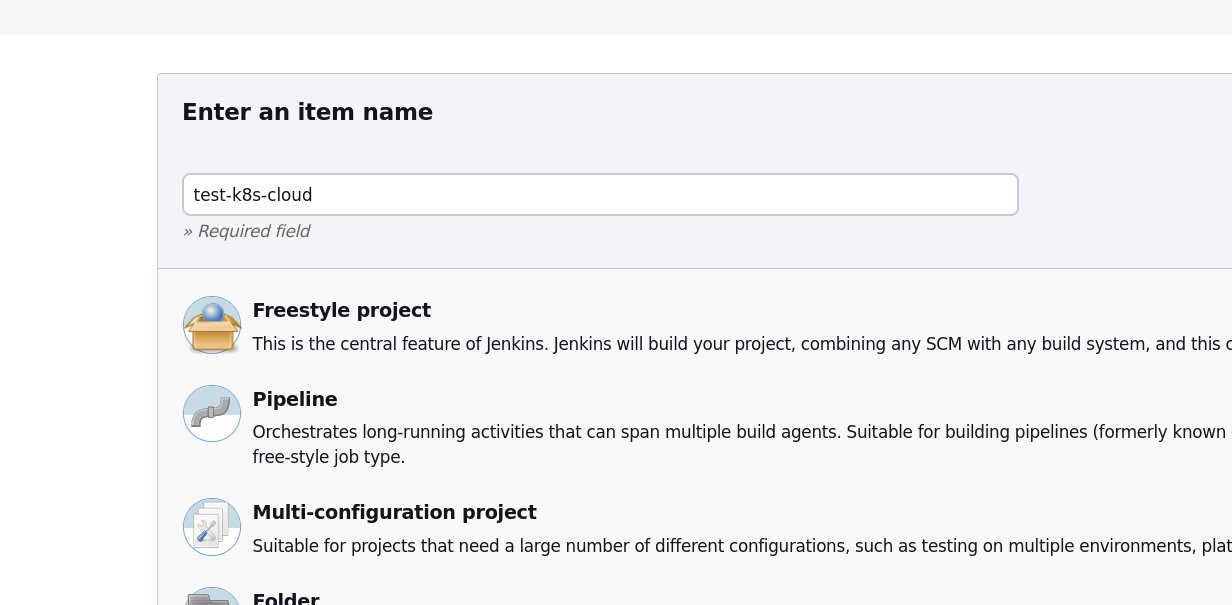 Enter an item name
test-k8s-cloud
» Required field
Freestyle project
This is the central feature of Jenkins. Jenkins will build your project, combining any SCM with any build system, and this
Pipeline
Orchestrates long-running activities that can span multiple build agents. Suitable for building pipelines (formerly known
free-style job type.
Multi-configuration project
Suitable for projects that need a large number of different configurations, such as testing on multiple environments,
Folder